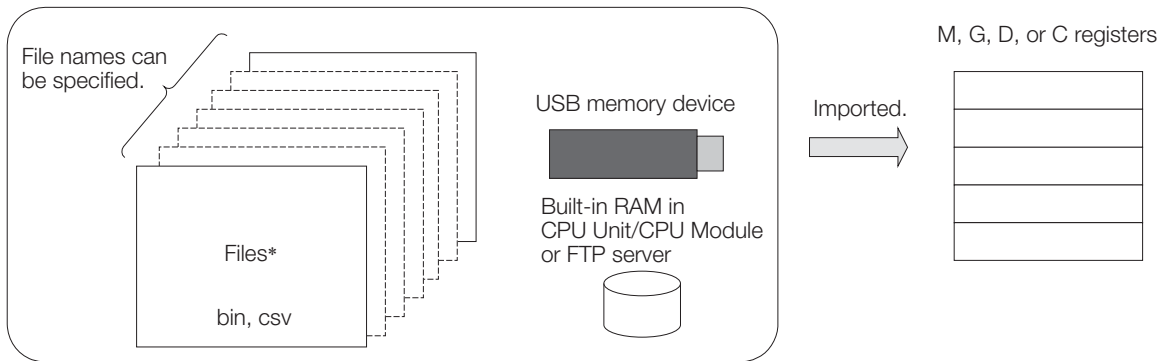 File names can
be specified.
Files*
bin, csv
USB memory device
Built-in RAM in
CPU Unit/CPU Module
or FTP server
Imported.
M, G, D, or C registers